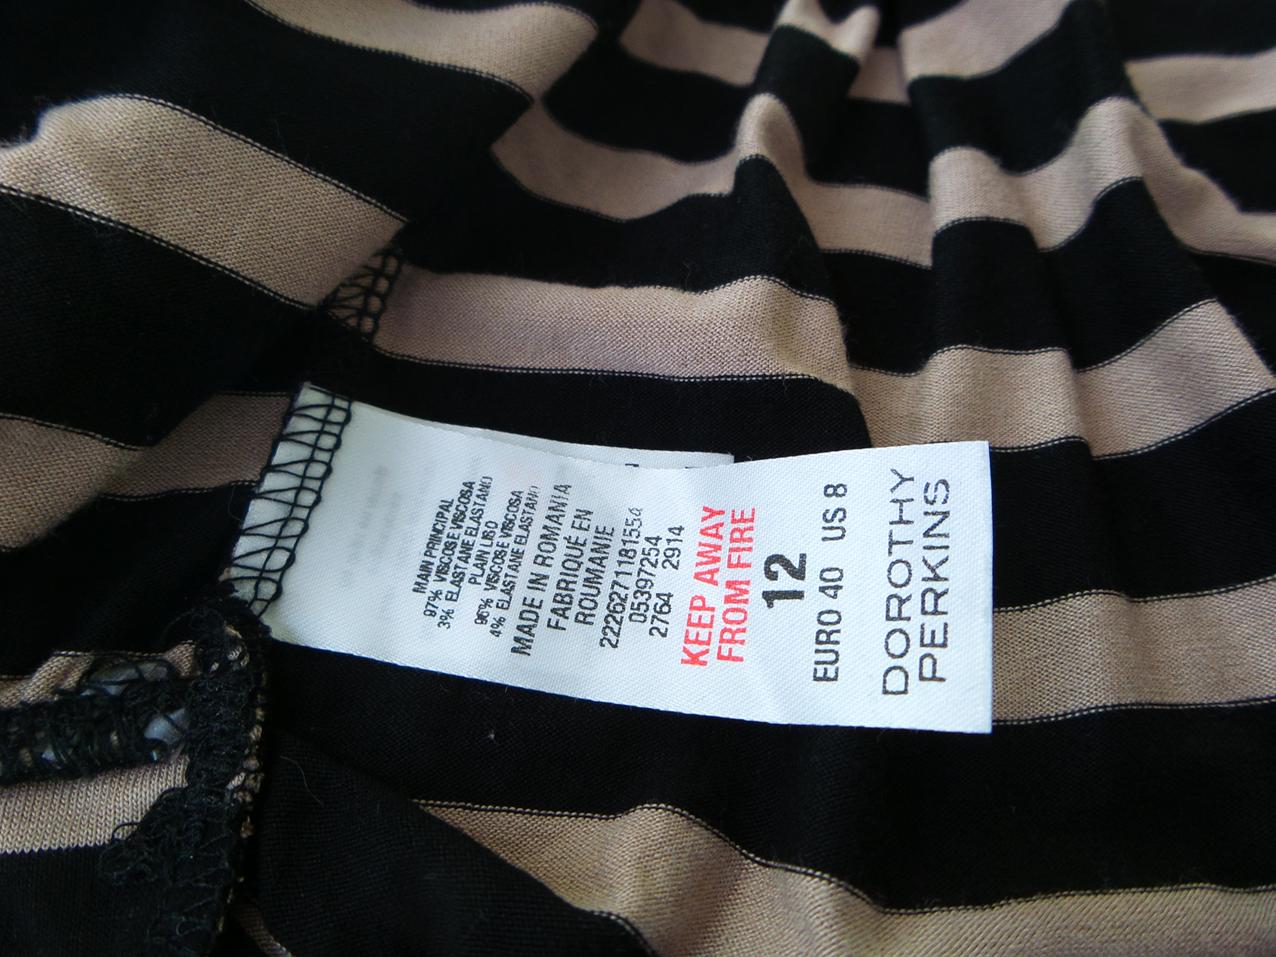 MAIN PRINCIPAL
97% VISCOSE VISCOSA
3% ELASTANE ELASTANO
PLAIN LISO
96% VISCOSE VISCOSA
4% ELASTANE ELASTANO
MADE IN ROMANIA
FABRIQUÉ EN
ROUMANIE
2226271181554
05397254
2764 2914
KEEP AWAY
FROM FIRE
12
EURO 40 US 8
DOROTHY
PERKINS